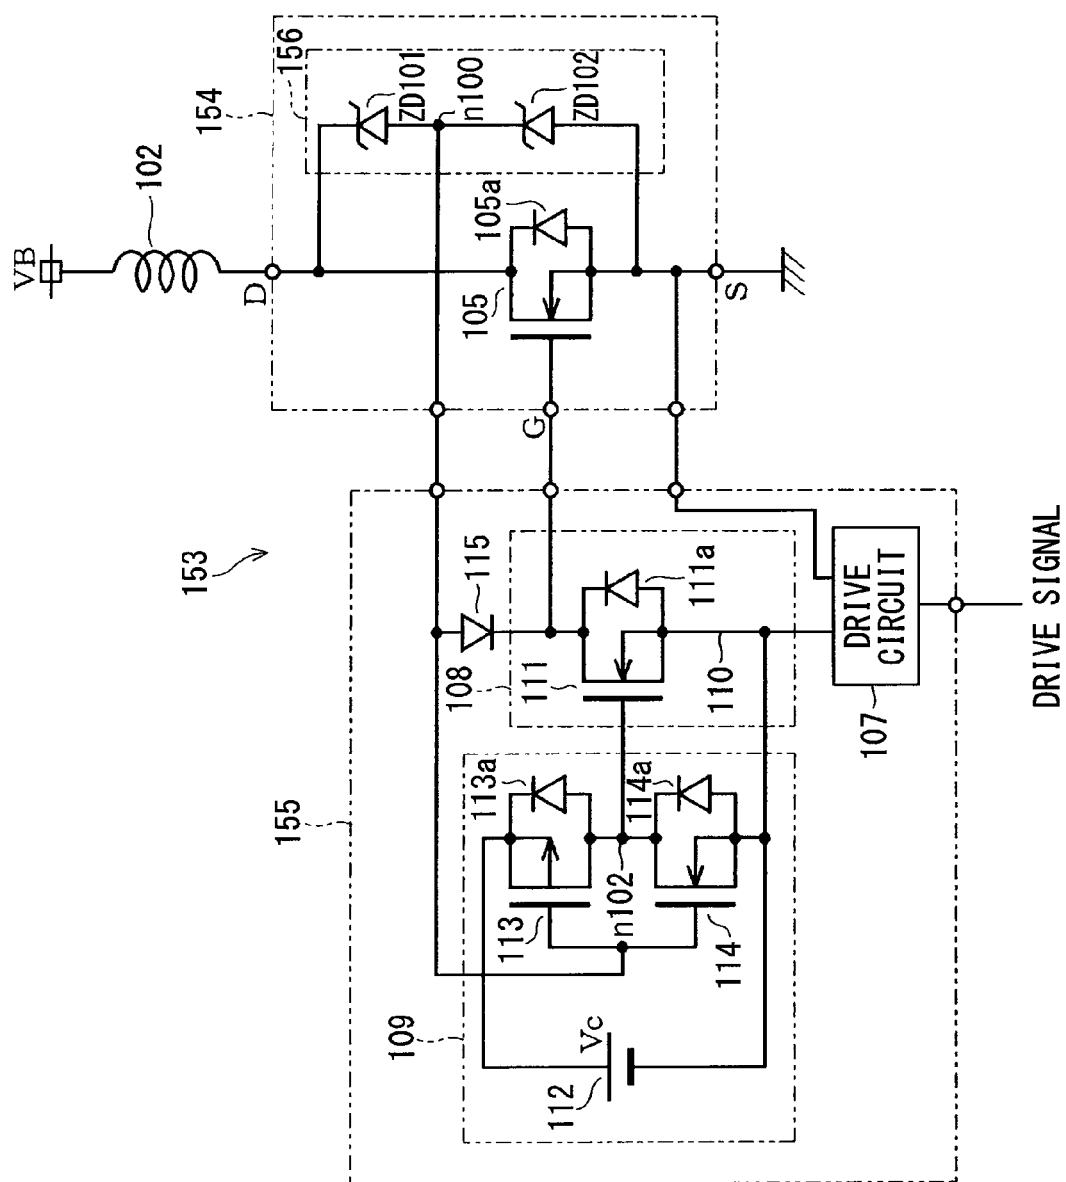 VB
102
154
156
ZD101
n100
ZD102
D
105
105a
S
G
153
155
115
108
111
111a
110
DRIVE
CIRCUIT
107
DRIVE SIGNAL
109
113a
113
n102
114a
114
Vc
112